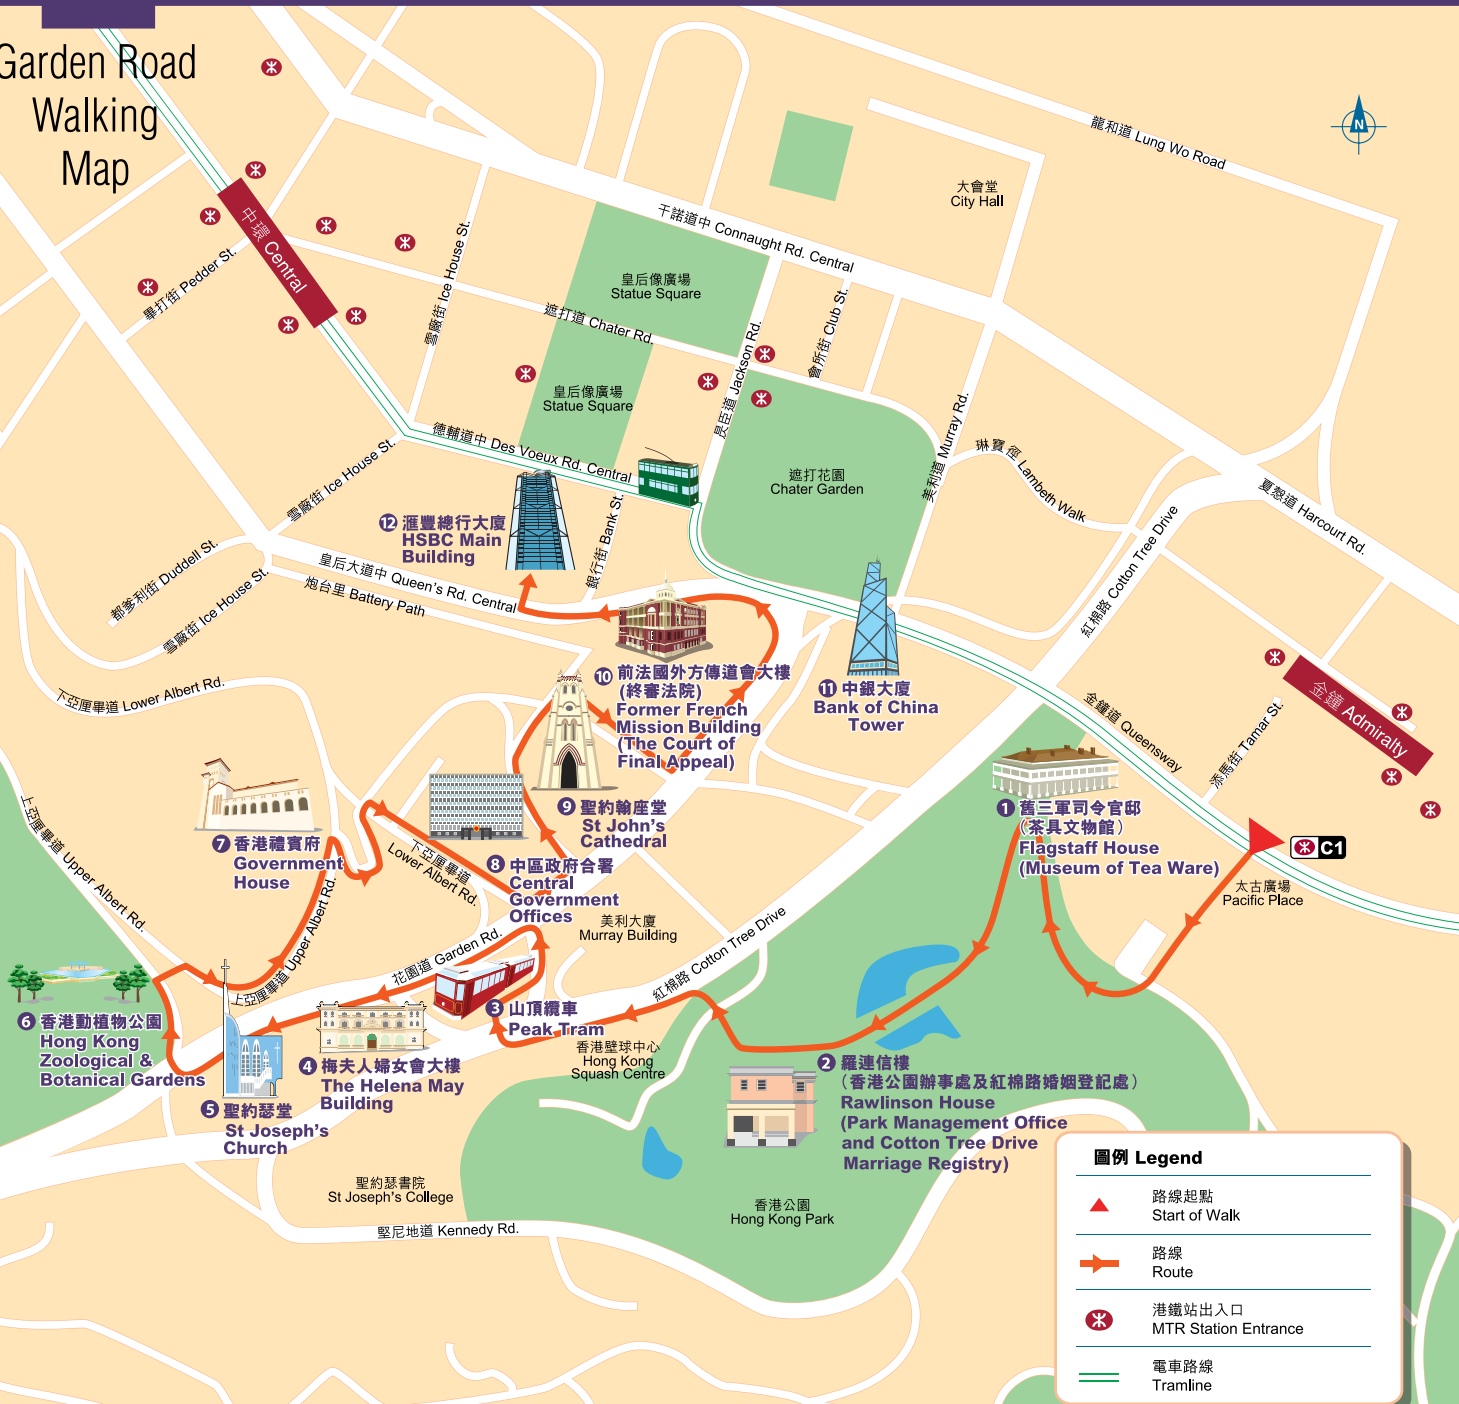 Garden Road
Walking
Map
龍和道 Lung Wo Road
N
大會堂
City Hall
干諾道中 Connaught Rd. Central
中環 Central
畢打街 Pedder St.
雪廠街 Ice House St.
皇后像廣場
Statue Square
遮打道 Chater Rd.
會所街 Club St.
昃臣道 Jackson Rd.
皇后像廣場
Statue Square
美利道 Murray Rd.
德輔道中 Des Voeux Rd. Central
琳寶徑 Lambeth Walk
遮打花園
Chater Garden
夏慤道 Harcourt Rd.
雪廠街 Ice House St.
銀行街 Bank St.
紅棉路 Cotton Tree Drive
12 滙豐總行大廈
HSBC Main
Building
都爹利街 Duddell St.
皇后大道中 Queen's Rd. Central
炮台里 Battery Path
雪廠街 Ice House St.
下亞厘畢道 Lower Albert Rd.
10 前法國外方傳道會大樓
(終審法院)
Former French
Mission Building
(The Court of
Final Appeal)
11 中銀大廈
Bank of China
Tower
金鐘道 Queensway
金鐘 Admiralty
添馬街 Tamar St.
上亞厘畢道 Upper Albert Rd.
1 舊三軍司令官邸
(茶具文物館)
Flagstaff House
(Museum of Tea Ware)
C1
太古廣場
Pacific Place
9 聖約翰座堂
St John's
Cathedral
7 香港禮賓府
Government
House
下亞厘畢道
Lower Albert Rd.
8 中區政府合署
Central
Government
Offices
美利大廈
Murray Building
上亞厘畢道 Upper Albert Rd.
花園道 Garden Rd.
紅棉路 Cotton Tree Drive
3 山頂纜車
Peak Tram
6 香港動植物公園
Hong Kong
Zoological &
Botanical Gardens
4 梅夫人婦女會大樓
The Helena May
Building
香港壁球中心
Hong Kong
Squash Centre
2 羅連信樓
(香港公園辦事處及紅棉路婚姻登記處)
Rawlinson House
(Park Management Office
and Cotton Tree Drive
Marriage Registry)
5 聖約瑟堂
St Joseph's
Church
聖約瑟書院
St Joseph's College
香港公園
Hong Kong Park
堅尼地道 Kennedy Rd.
圖例 Legend
路線起點
Start of Walk
路線
Route
港鐵站出入口
MTR Station Entrance
電車路線
Tramline